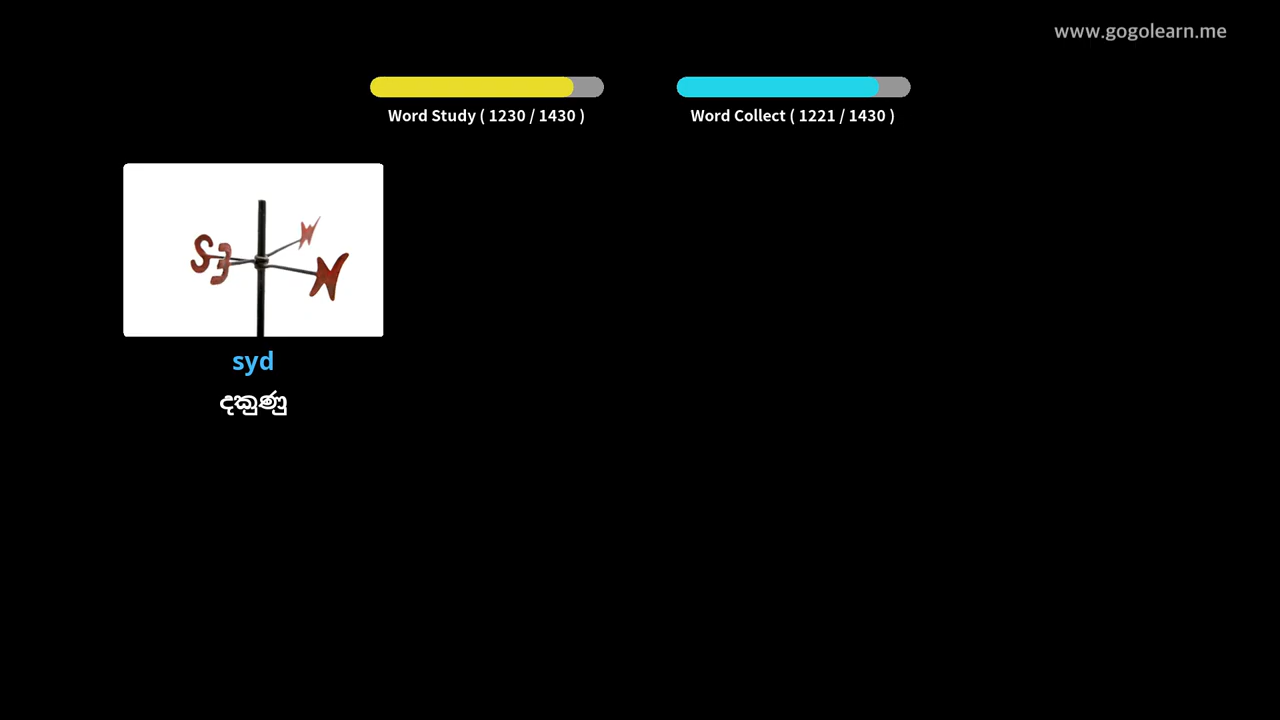 www.gogolearn.me
Word Study ( 1230 / 1430 )
Word Collect ( 1221 / 1430 )
S E N W
syd
දකුණු